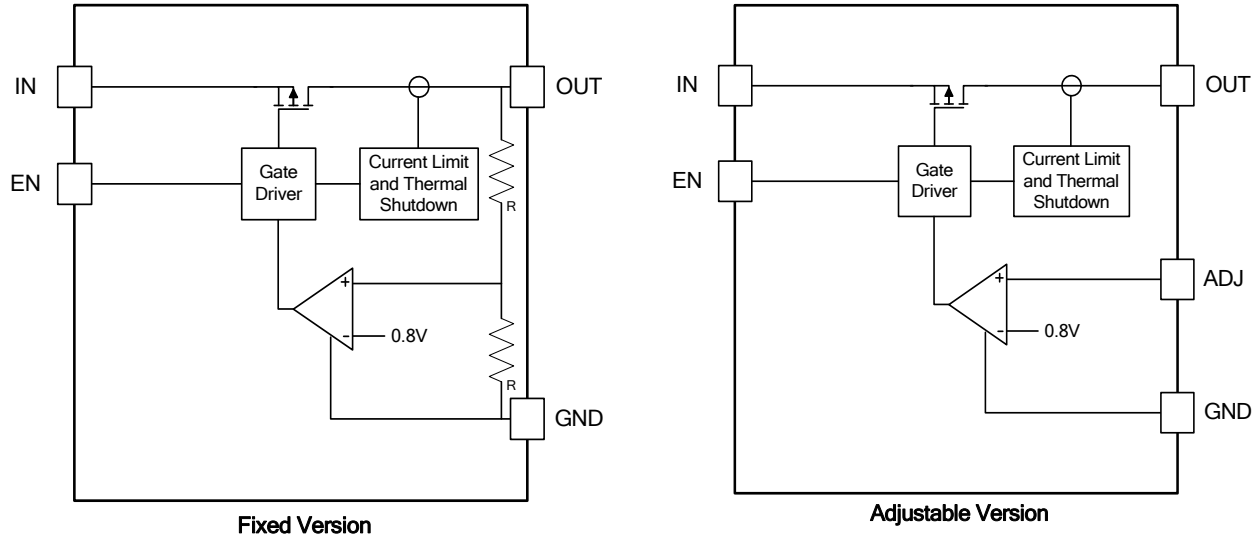 IN
OUT
EN
Gate
Driver
Current Limit
and Thermal
Shutdown
R
+
-
0.8V
R
GND
Fixed Version
IN
OUT
EN
Gate
Driver
Current Limit
and Thermal
Shutdown
+
ADJ
-
0.8V
GND
Adjustable Version